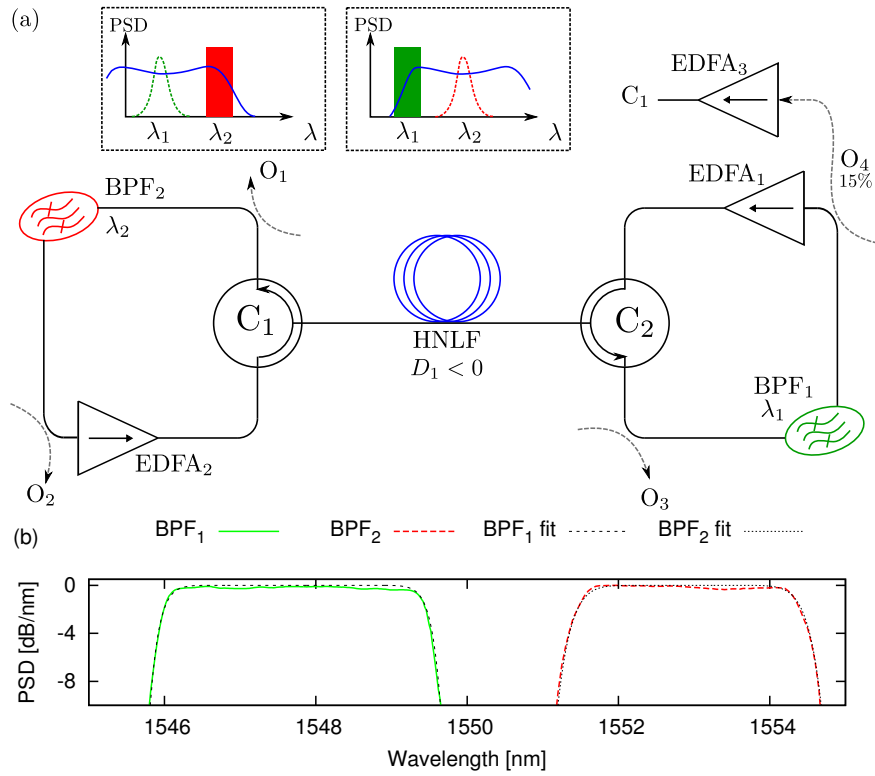 (a)
PSD
λ₁
λ₂
λ
PSD
λ₁
λ₂
λ
EDFA₃
C₁
O₄
15%
BPF₂
λ₂
O₁
EDFA₁
C₁
HNLF
D₁ < 0
C₂
BPF₁
λ₁
EDFA₂
O₂
O₃
(b)
BPF₁ BPF₂ BPF₁ fit BPF₂ fit
PSD [dB/nm]
0
-4
-8
1546 1548 1550 1552 1554
Wavelength [nm]